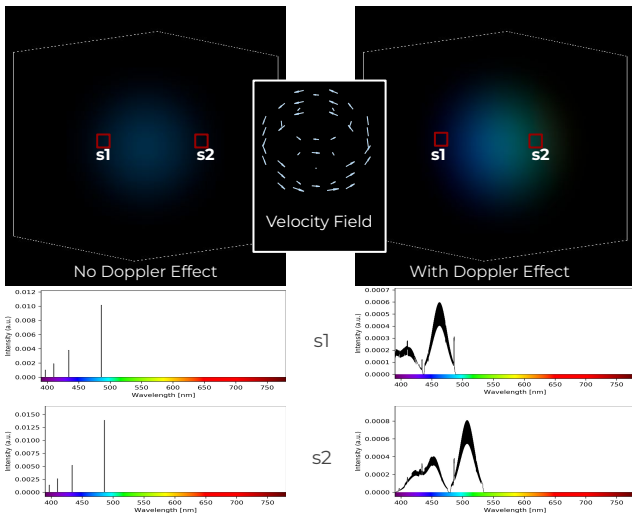 s1
s2
No Doppler Effect
Velocity Field
s1
s2
With Doppler Effect
Intensity (a.u.)
0.012
0.010
0.008
0.006
0.004
0.002
0.000
400 450 500 550 600 650 700 750
Wavelength [nm]
s1
Intensity (a.u.)
0.0007
0.0006
0.0005
0.0004
0.0003
0.0002
0.0001
0.0000
400 450 500 550 600 650 700 750
Wavelength [nm]
Intensity (a.u.)
0.0150
0.0125
0.0100
0.0075
0.0050
0.0025
0.0000
400 450 500 550 600 650 700 750
Wavelength [nm]
s2
Intensity (a.u.)
0.0008
0.0006
0.0004
0.0002
0.0000
400 450 500 550 600 650 700 750
Wavelength [nm]